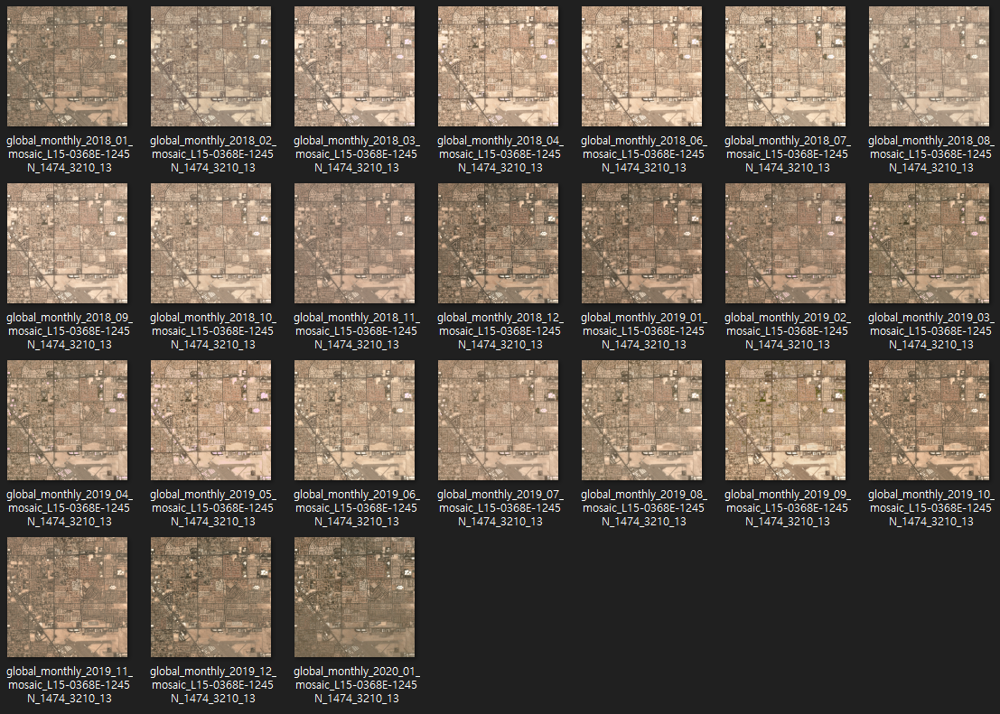 global_monthly_2018_01_
mosaic_L15-0368E-1245
N_1474_3210_13
global_monthly_2018_02_
mosaic_L15-0368E-1245
N_1474_3210_13
global_monthly_2018_03_
mosaic_L15-0368E-1245
N_1474_3210_13
global_monthly_2018_04_
mosaic_L15-0368E-1245
N_1474_3210_13
global_monthly_2018_06_
mosaic_L15-0368E-1245
N_1474_3210_13
global_monthly_2018_07_
mosaic_L15-0368E-1245
N_1474_3210_13
global_monthly_2018_08_
mosaic_L15-0368E-1245
N_1474_3210_13
global_monthly_2018_09_
mosaic_L15-0368E-1245
N_1474_3210_13
global_monthly_2018_10_
mosaic_L15-0368E-1245
N_1474_3210_13
global_monthly_2018_11_
mosaic_L15-0368E-1245
N_1474_3210_13
global_monthly_2018_12_
mosaic_L15-0368E-1245
N_1474_3210_13
global_monthly_2019_01_
mosaic_L15-0368E-1245
N_1474_3210_13
global_monthly_2019_02_
mosaic_L15-0368E-1245
N_1474_3210_13
global_monthly_2019_03_
mosaic_L15-0368E-1245
N_1474_3210_13
global_monthly_2019_04_
mosaic_L15-0368E-1245
N_1474_3210_13
global_monthly_2019_05_
mosaic_L15-0368E-1245
N_1474_3210_13
global_monthly_2019_06_
mosaic_L15-0368E-1245
N_1474_3210_13
global_monthly_2019_07_
mosaic_L15-0368E-1245
N_1474_3210_13
global_monthly_2019_08_
mosaic_L15-0368E-1245
N_1474_3210_13
global_monthly_2019_09_
mosaic_L15-0368E-1245
N_1474_3210_13
global_monthly_2019_10_
mosaic_L15-0368E-1245
N_1474_3210_13
global_monthly_2019_11_
mosaic_L15-0368E-1245
N_1474_3210_13
global_monthly_2019_12_
mosaic_L15-0368E-1245
N_1474_3210_13
global_monthly_2020_01_
mosaic_L15-0368E-1245
N_1474_3210_13